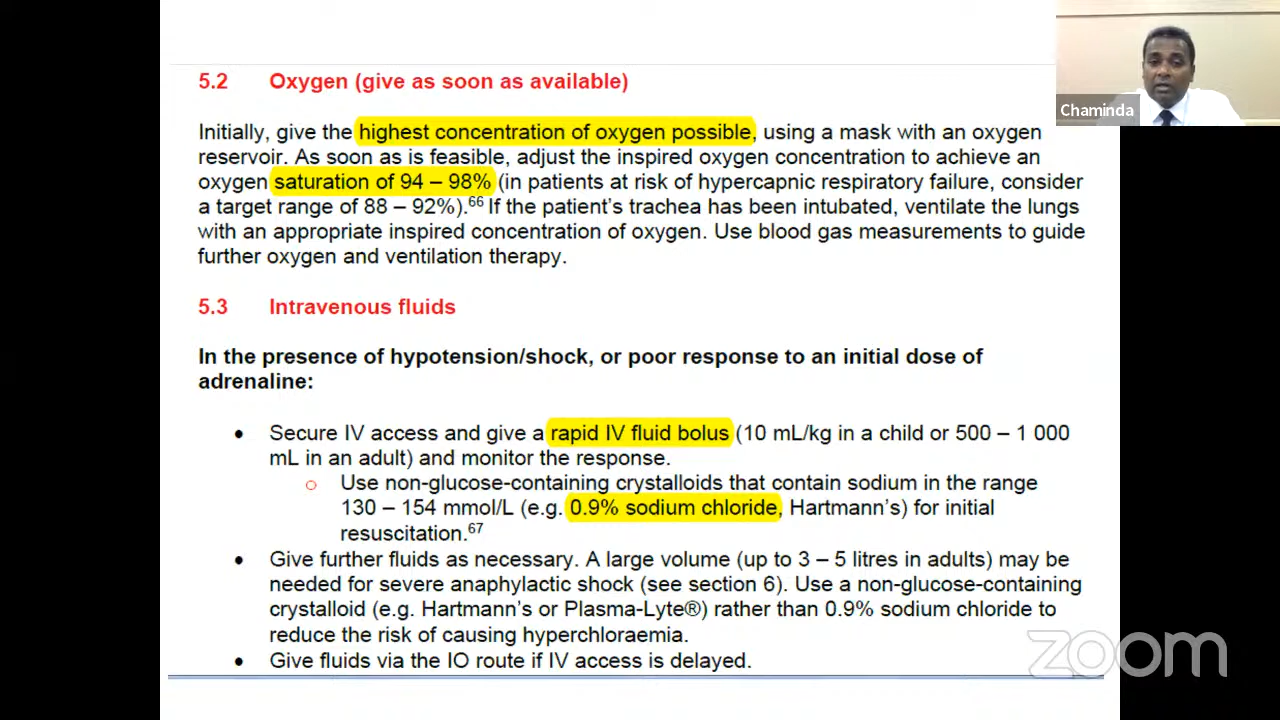 5.2 Oxygen (give as soon as available)
Chaminda
Initially, give the highest concentration of oxygen possible, using a mask with an oxygen
reservoir. As soon as is feasible, adjust the inspired oxygen concentration to achieve an
oxygen saturation of 94 – 98% (in patients at risk of hypercapnic respiratory failure, consider
a target range of 88 – 92%).66 If the patient's trachea has been intubated, ventilate the lungs
with an appropriate inspired concentration of oxygen. Use blood gas measurements to guide
further oxygen and ventilation therapy.
5.3 Intravenous fluids
In the presence of hypotension/shock, or poor response to an initial dose of
adrenaline:
• Secure IV access and give a rapid IV fluid bolus (10 mL/kg in a child or 500 – 1 000
mL in an adult) and monitor the response.
o Use non-glucose-containing crystalloids that contain sodium in the range
130 – 154 mmol/L (e.g. 0.9% sodium chloride, Hartmann's) for initial
resuscitation.67
• Give further fluids as necessary. A large volume (up to 3 – 5 litres in adults) may be
needed for severe anaphylactic shock (see section 6). Use a non-glucose-containing
crystalloid (e.g. Hartmann's or Plasma-Lyte®) rather than 0.9% sodium chloride to
reduce the risk of causing hyperchloraemia.
• Give fluids via the IO route if IV access is delayed.
zoom